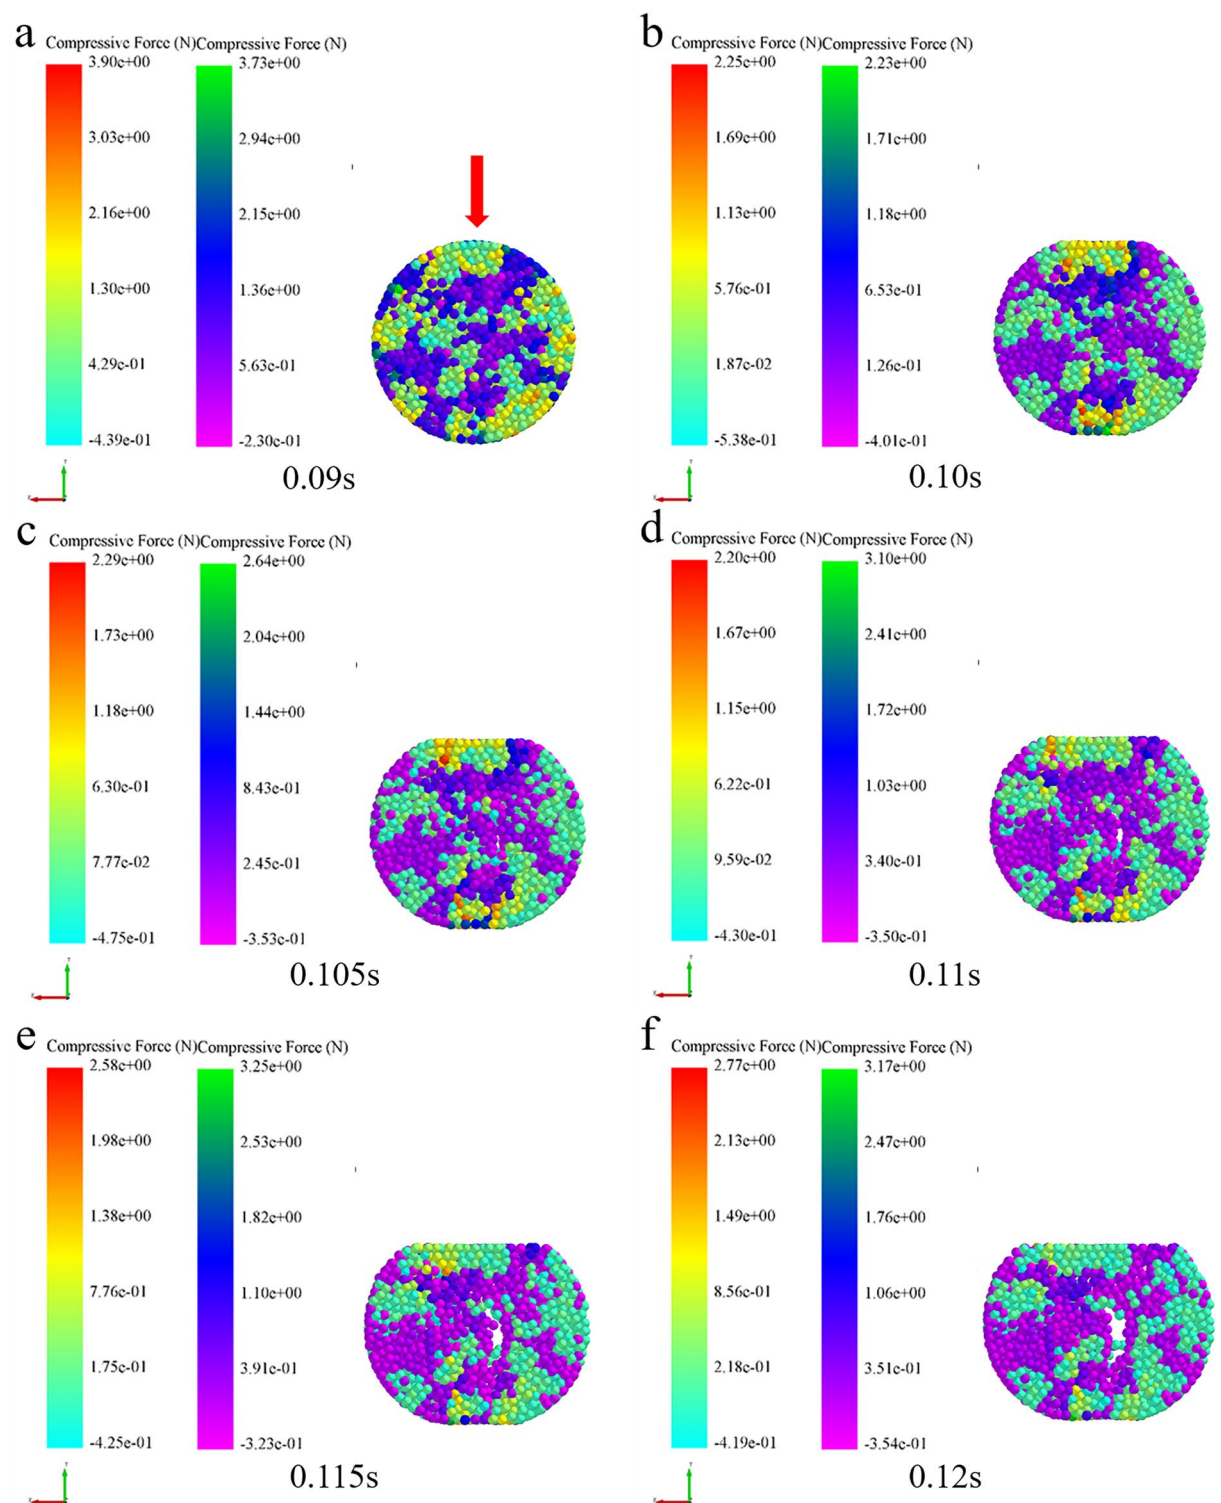 a Compressive Force (N)Compressive Force (N)
3.90e+00 3.73e+00
3.03e+00 2.94e+00
2.16e+00 2.15e+00
1.30e+00 1.36e+00
4.29e-01 5.63e-01
-4.39e-01 -2.30e-01
0.09s
b Compressive Force (N)Compressive Force (N)
2.25e+00 2.23e+00
1.69e+00 1.71e+00
1.13e+00 1.18e+00
5.76e-01 6.53e-01
1.87e-02 1.26e-01
-5.38e-01 -4.01e-01
0.10s
c Compressive Force (N)Compressive Force (N)
2.29e+00 2.64e+00
1.73e+00 2.04e+00
1.18e+00 1.44e+00
6.30e-01 8.43e-01
7.77e-02 2.45e-01
-4.75e-01 -3.53e-01
0.105s
d Compressive Force (N)Compressive Force (N)
2.20e+00 3.10e+00
1.67e+00 2.41e+00
1.15e+00 1.72e+00
6.22e-01 1.03e+00
9.59e-02 3.40e-01
-4.30e-01 -3.50e-01
0.11s
e Compressive Force (N)Compressive Force (N)
2.58e+00 3.25e+00
1.98e+00 2.53e+00
1.38e+00 1.82e+00
7.76e-01 1.10e+00
1.75e-01 3.91e-01
-4.25e-01 -3.23e-01
0.115s
f Compressive Force (N)Compressive Force (N)
2.77e+00 3.17e+00
2.13e+00 2.47e+00
1.49e+00 1.76e+00
8.56e-01 1.06e+00
2.18e-01 3.51e-01
-4.19e-01 -3.54e-01
0.12s